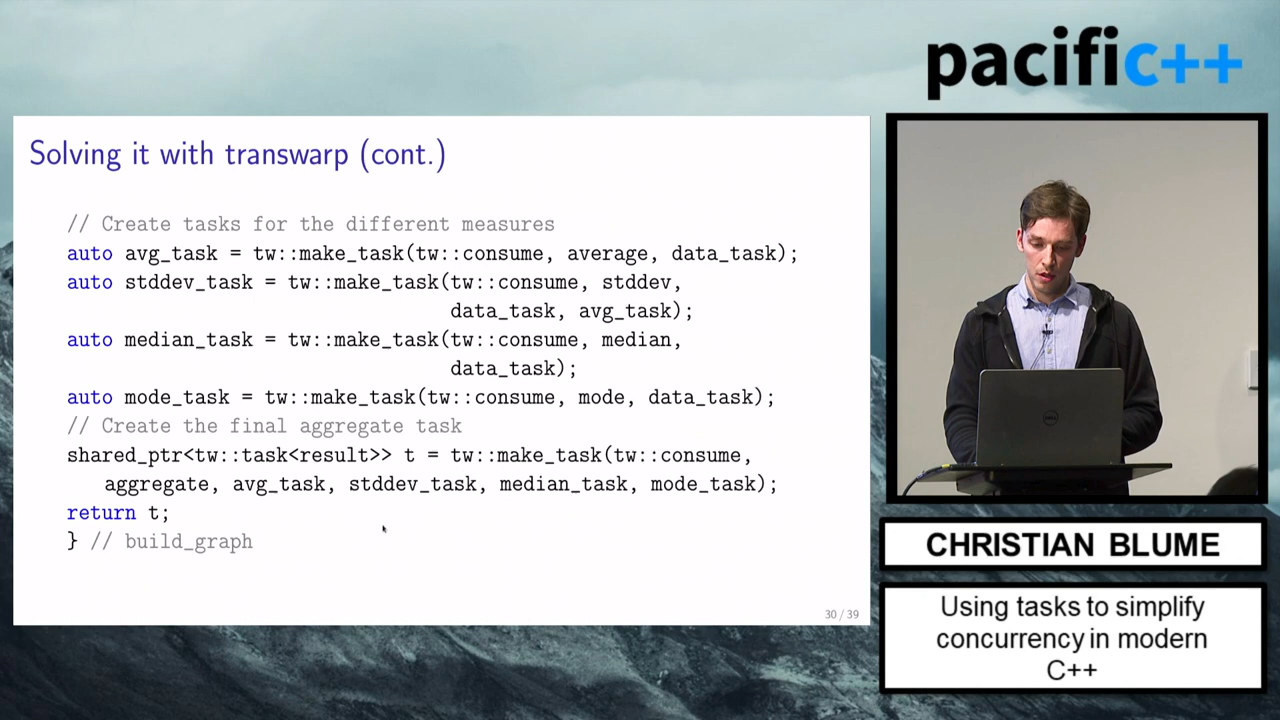 pacific++
Solving it with transwarp (cont.)
// Create tasks for the different measures
auto avg_task = tw::make_task(tw::consume, average, data_task);
auto stddev_task = tw::make_task(tw::consume, stddev,
data_task, avg_task);
auto median_task = tw::make_task(tw::consume, median,
data_task);
auto mode_task = tw::make_task(tw::consume, mode, data_task);
// Create the final aggregate task
shared_ptr<tw::task<result>> t = tw::make_task(tw::consume,
aggregate, avg_task, stddev_task, median_task, mode_task);
return t;
} // build_graph
30 / 39
CHRISTIAN BLUME
Using tasks to simplify
concurrency in modern
C++